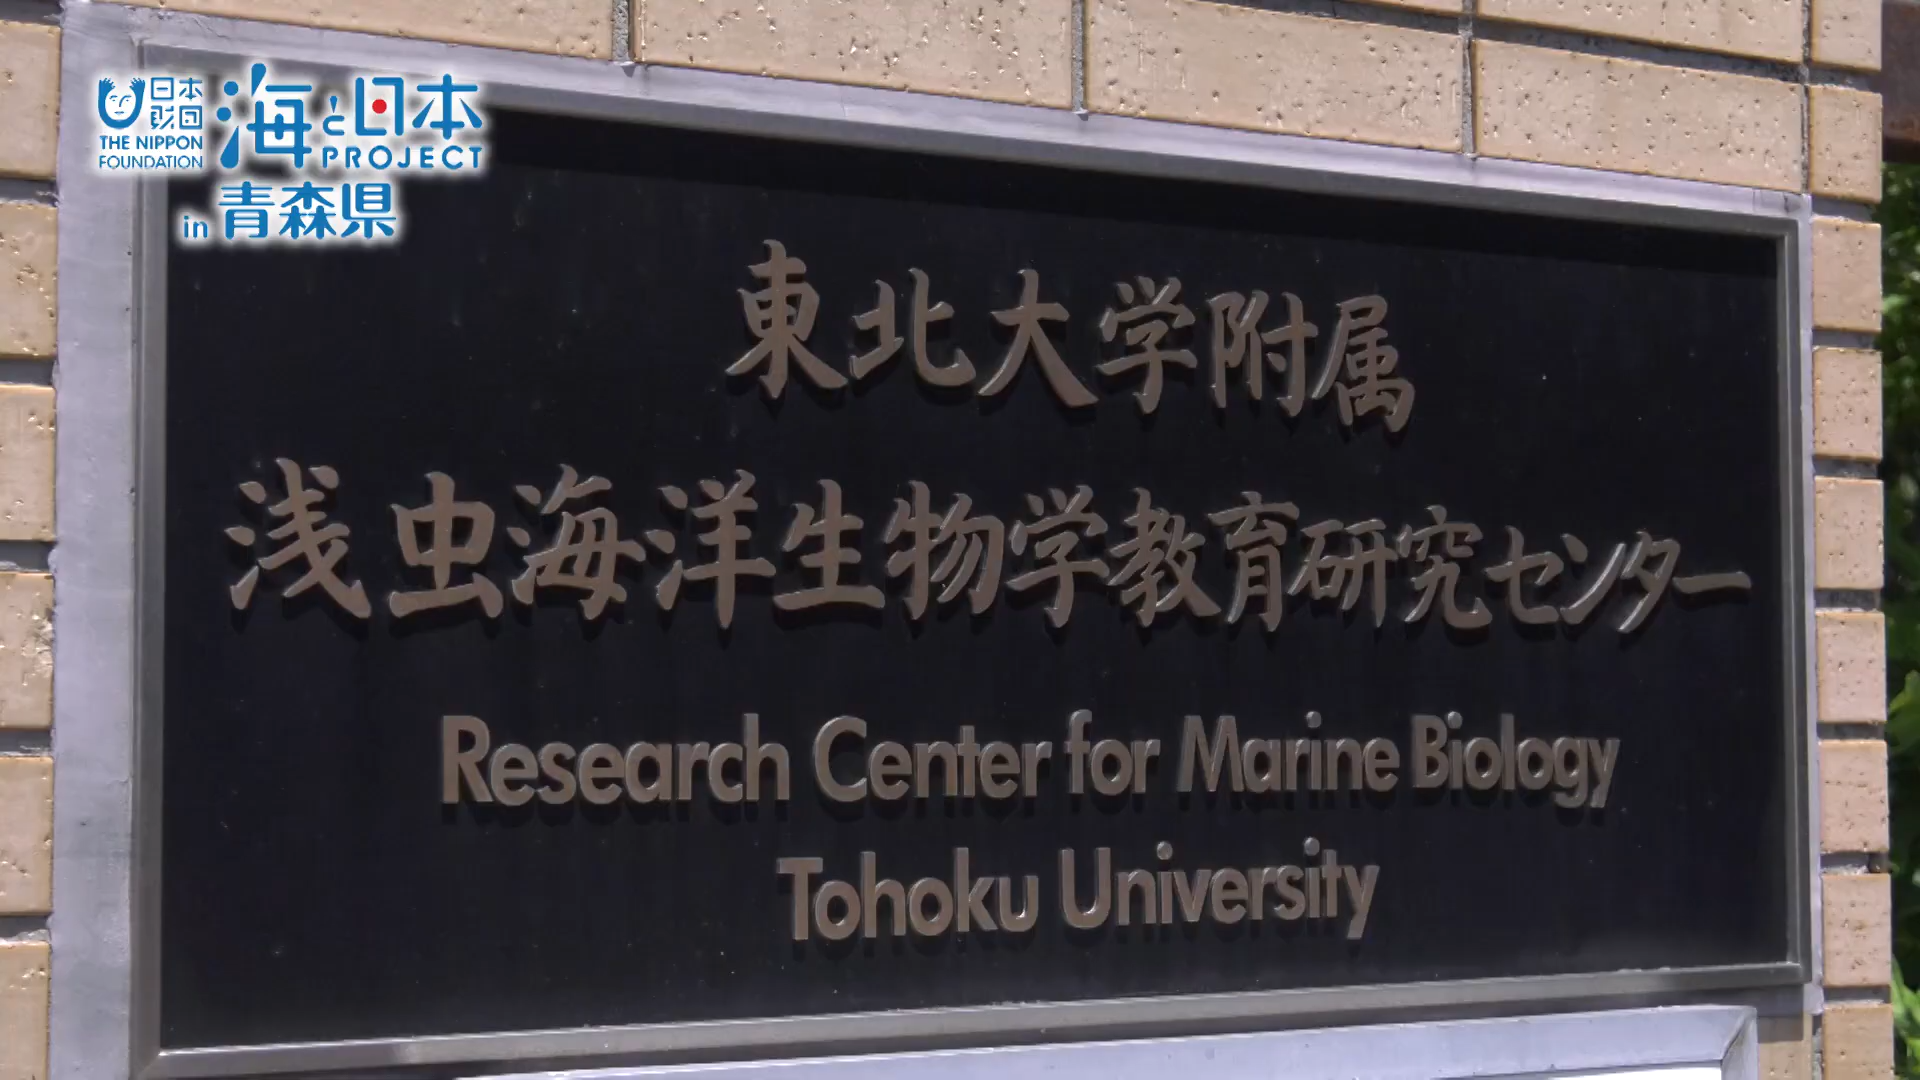 日本
財団
THE NIPPON
FOUNDATION
海と日本
PROJECT
in 青森県
東北大学附属
浅虫海洋生物学教育研究センター
Research Center for Marine Biology
Tohoku University